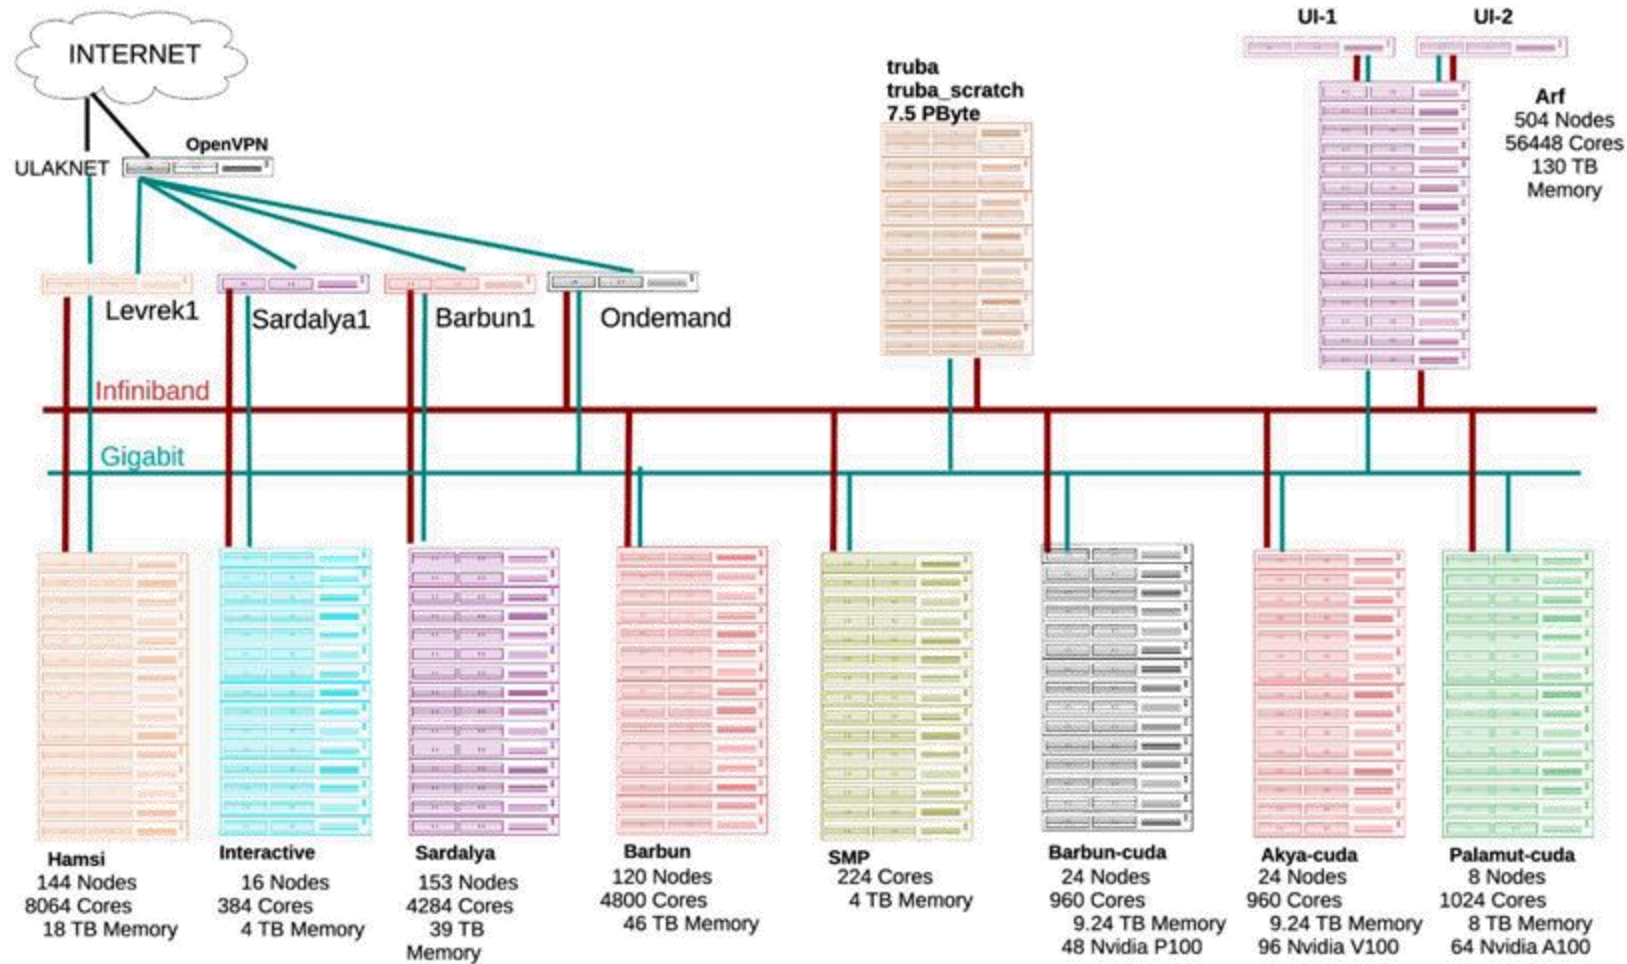 INTERNET
OpenVPN
ULAKNET
Levrek1
Sardalya1
Barbun1
Ondemand
truba
truba_scratch
7.5 PByte
UI-1
UI-2
Arf
504 Nodes
56448 Cores
130 TB
Memory
Infiniband
Gigabit
Hamsi
144 Nodes
8064 Cores
18 TB Memory
Interactive
16 Nodes
384 Cores
4 TB Memory
Sardalya
153 Nodes
4284 Cores
39 TB
Memory
Barbun
120 Nodes
4800 Cores
46 TB Memory
SMP
224 Cores
4 TB Memory
Barbun-cuda
24 Nodes
960 Cores
9.24 TB Memory
48 Nvidia P100
Akya-cuda
24 Nodes
960 Cores
9.24 TB Memory
96 Nvidia V100
Palamut-cuda
8 Nodes
1024 Cores
8 TB Memory
64 Nvidia A100